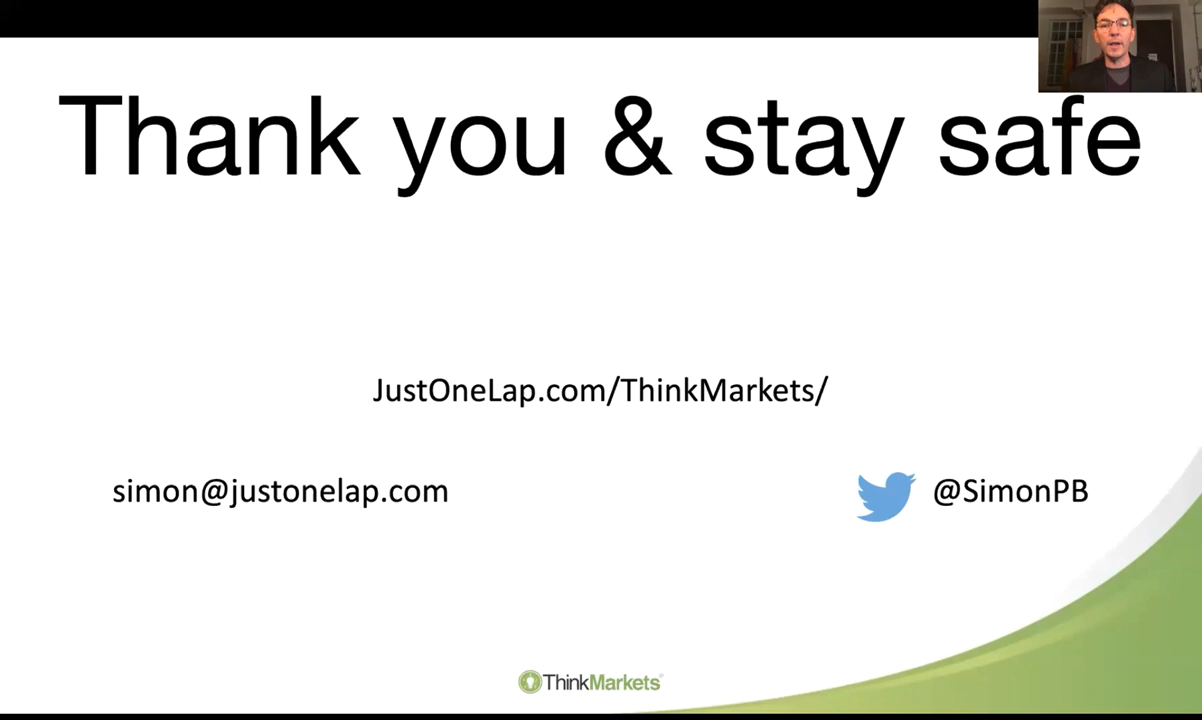 Thank you & stay safe
JustOneLap.com/ThinkMarkets/
simon@justonelap.com
@SimonPB
ThinkMarkets